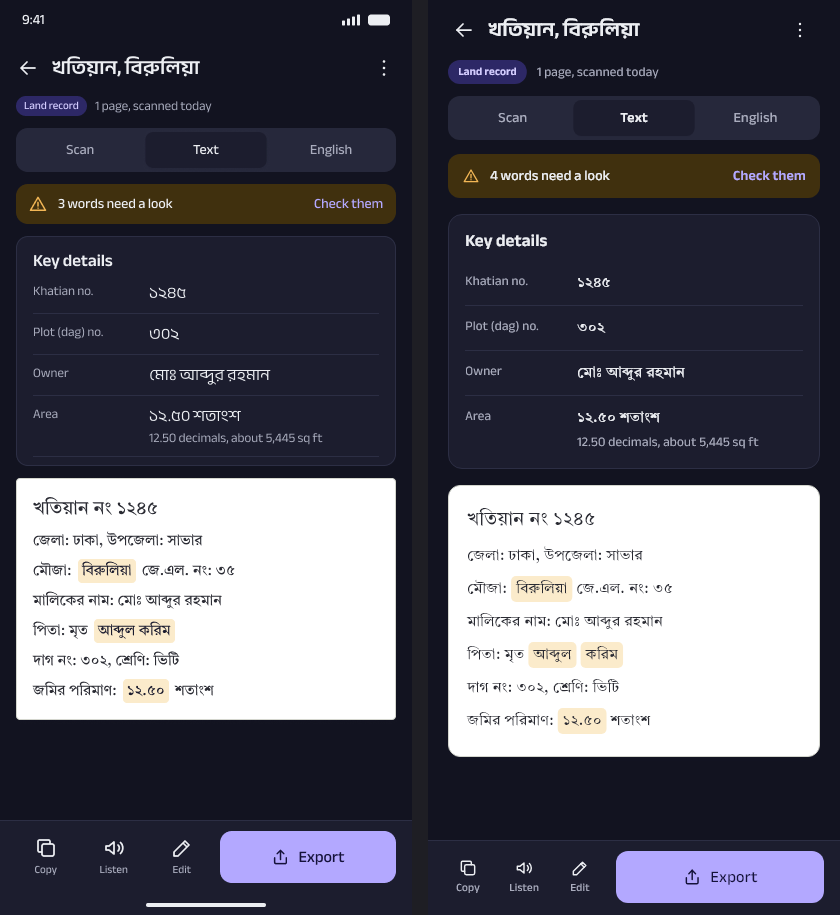 9:41
খতিয়ান, বিরুলিয়া
Land record 1 page, scanned today
Scan Text English
3 words need a look Check them
Key details
Khatian no. ১২৪৫
Plot (dag) no. ৩০২
Owner মোঃ আব্দুর রহমান
Area ১২.৫০ শতাংশ
12.50 decimals, about 5,445 sq ft
খতিয়ান নং ১২৪৫
জেলা: ঢাকা, উপজেলা: সাভার
মৌজা: বিরুলিয়া জে.এল. নং: ৩৫
মালিকের নাম: মোঃ আব্দুর রহমান
পিতা: মৃত আব্দুল করিম
দাগ নং: ৩০২, শ্রেণি: ভিটি
জমির পরিমাণ: ১২.৫০ শতাংশ
Copy Listen Edit Export
খতিয়ান, বিরুলিয়া
Land record 1 page, scanned today
Scan Text English
4 words need a look Check them
Key details
Khatian no. ১২৪৫
Plot (dag) no. ৩০২
Owner মোঃ আব্দুর রহমান
Area ১২.৫০ শতাংশ
12.50 decimals, about 5,445 sq ft
খতিয়ান নং ১২৪৫
জেলা: ঢাকা, উপজেলা: সাভার
মৌজা: বিরুলিয়া জে.এল. নং: ৩৫
মালিকের নাম: মোঃ আব্দুর রহমান
পিতা: মৃত আব্দুল করিম
দাগ নং: ৩০২, শ্রেণি: ভিটি
জমির পরিমাণ: ১২.৫০ শতাংশ
Copy Listen Edit Export